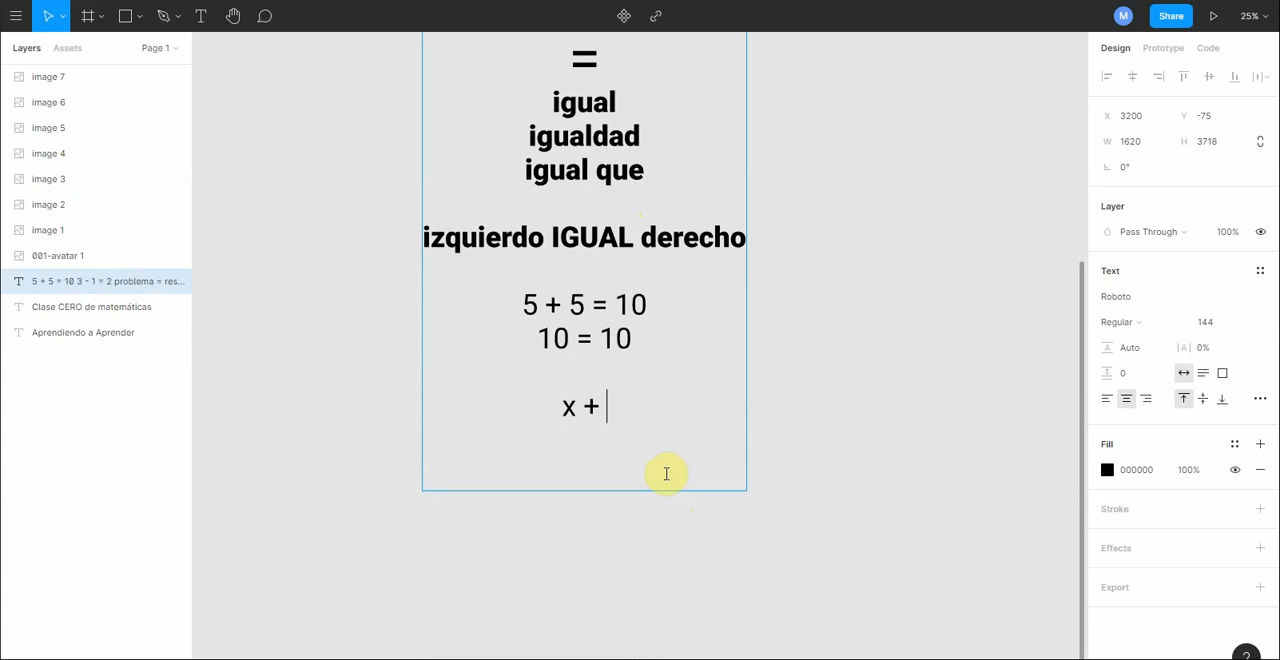 M
Share
25%
Layers
Assets
Page 1
image 7
image 6
image 5
image 4
image 3
image 2
image 1
001-avatar 1
5 + 5 = 10 3 - 1 = 2 problema = res...
Clase CERO de matemáticas
Aprendiendo a Aprender
=
igual
igualdad
igual que
izquierdo IGUAL derecho
5 + 5 = 10
10 = 10
x +
Design
Prototype
Code
X 3200
Y -75
W 1620
H 3718
0°
Layer
Pass Through
100%
Text
Roboto
Regular
144
Auto
|A| 0%
0
Fill
000000
100%
Stroke
Effects
Export
?